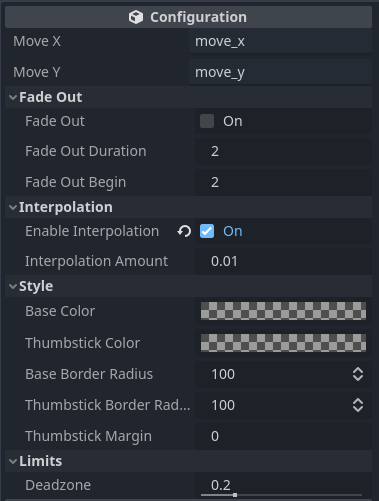 Configuration
Move X move_x
Move Y move_y
Fade Out
Fade Out On
Fade Out Duration 2
Fade Out Begin 2
Interpolation
Enable Interpolation On
Interpolation Amount 0.01
Style
Base Color
Thumbstick Color
Base Border Radius 100
Thumbstick Border Rad... 100
Thumbstick Margin 0
Limits
Deadzone 0.2